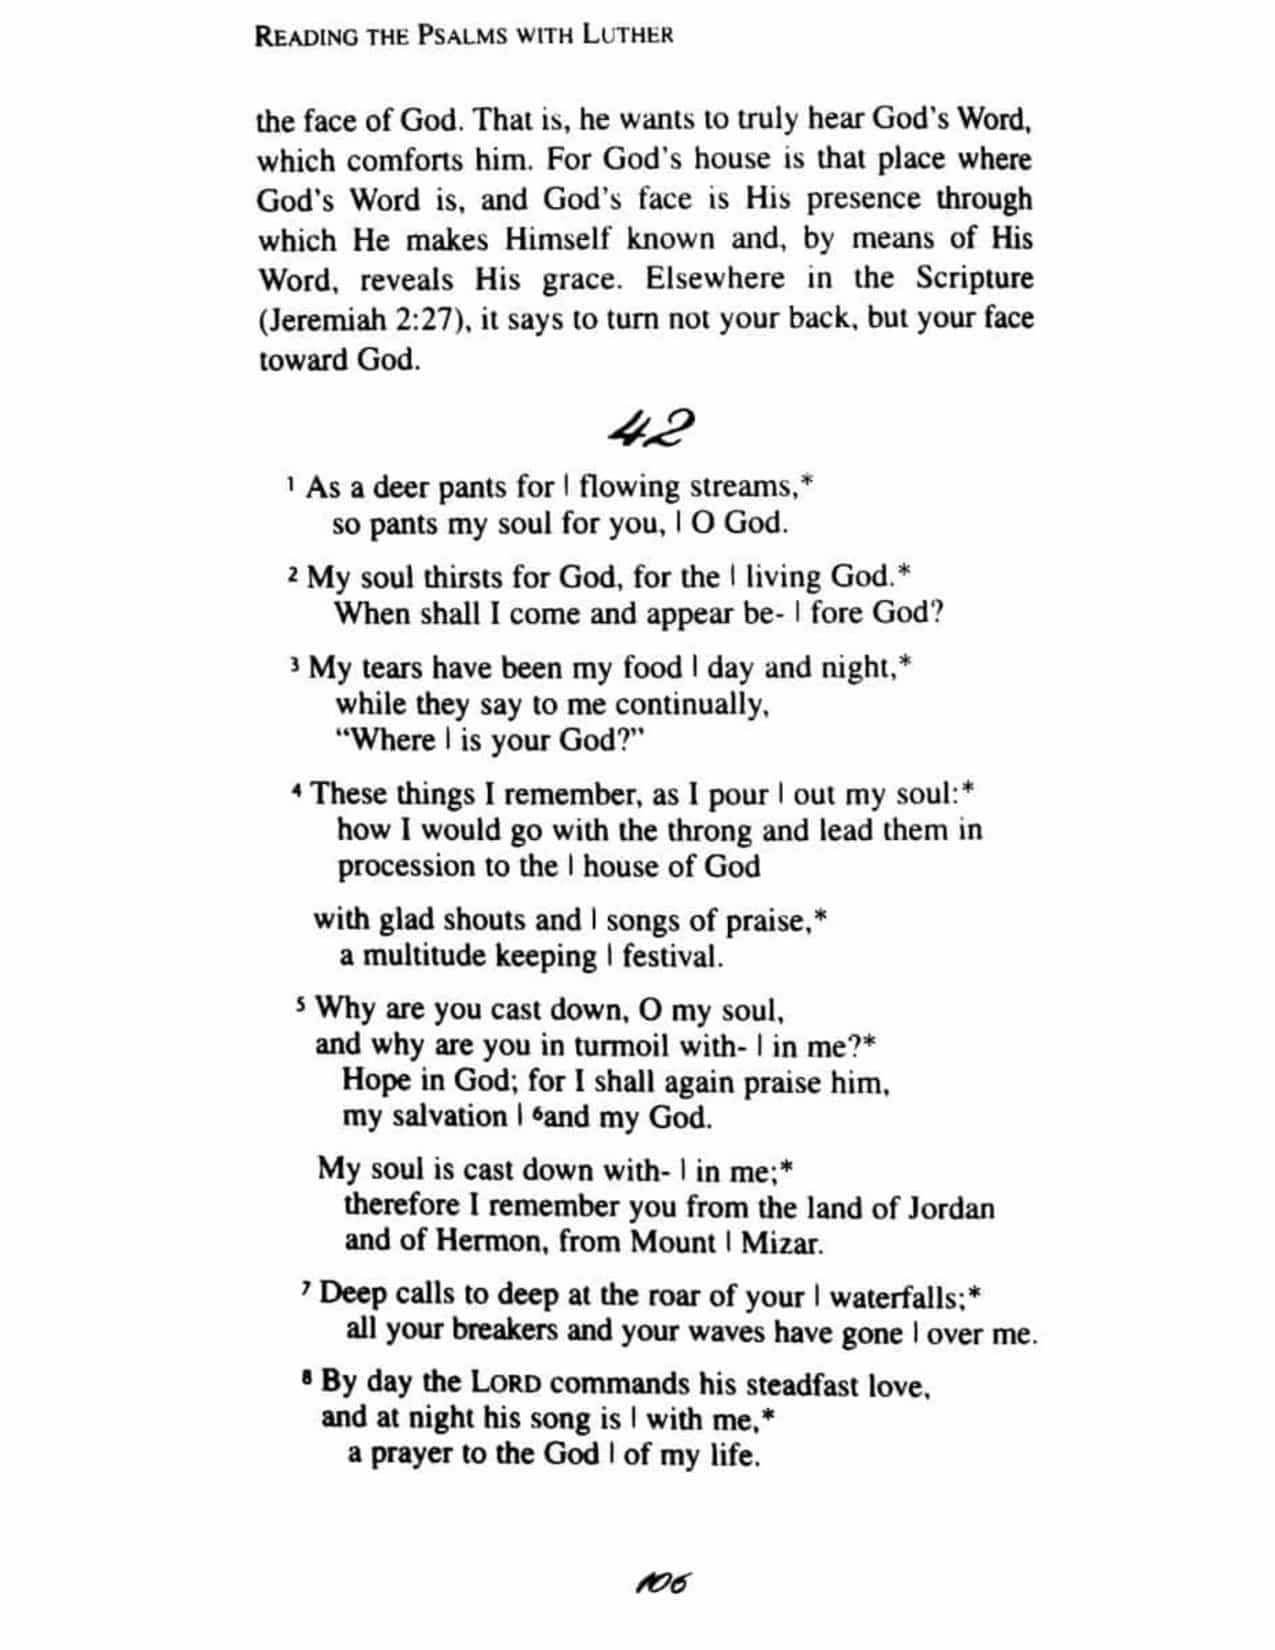 READING THE PSALMS WITH LUTHER
the face of God. That is, he wants to truly hear God's Word,
which comforts him. For God's house is that place where
God's Word is, and God's face is His presence through
which He makes Himself known and, by means of His
Word, reveals His grace. Elsewhere in the Scripture
(Jeremiah 2:27), it says to turn not your back, but your face
toward God.
42
1 As a deer pants for | flowing streams,*
so pants my soul for you, | O God.
2 My soul thirsts for God, for the | living God.*
When shall I come and appear be- | fore God?
3 My tears have been my food | day and night,*
while they say to me continually,
“Where | is your God?”
4 These things I remember, as I pour | out my soul:*
how I would go with the throng and lead them in
procession to the | house of God
with glad shouts and | songs of praise,*
a multitude keeping | festival.
5 Why are you cast down, O my soul,
and why are you in turmoil with- | in me?*
Hope in God; for I shall again praise him,
my salvation | 6and my God.
My soul is cast down with- | in me;*
therefore I remember you from the land of Jordan
and of Hermon, from Mount | Mizar.
7 Deep calls to deep at the roar of your | waterfalls;*
all your breakers and your waves have gone | over me.
8 By day the LORD commands his steadfast love,
and at night his song is | with me,*
a prayer to the God | of my life.
106